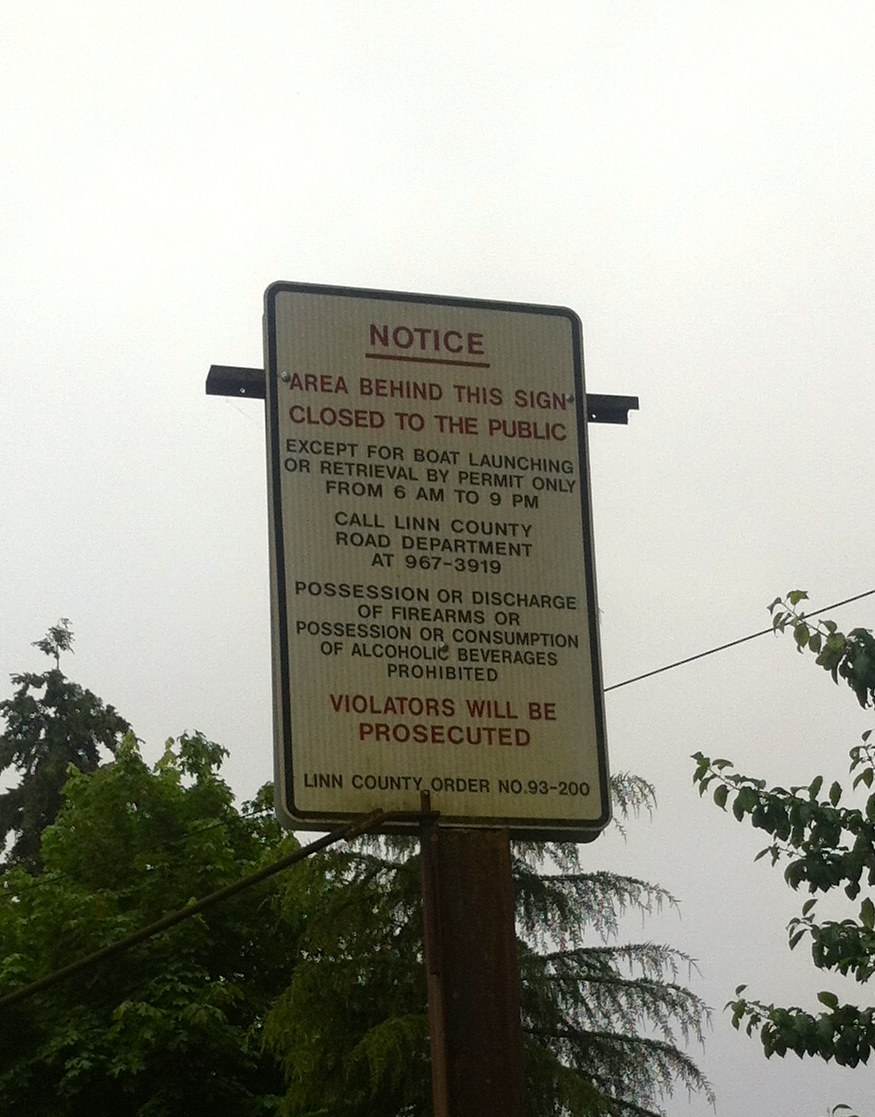 NOTICE
AREA BEHIND THIS SIGN
CLOSED TO THE PUBLIC
EXCEPT FOR BOAT LAUNCHING
OR RETRIEVAL BY PERMIT ONLY
FROM 6 AM TO 9 PM
CALL LINN COUNTY
ROAD DEPARTMENT
AT 967-3919
POSSESSION OR DISCHARGE
OF FIREARMS OR
POSSESSION OR CONSUMPTION
OF ALCOHOLIC BEVERAGES
PROHIBITED
VIOLATORS WILL BE
PROSECUTED
LINN COUNTY ORDER NO.93-200